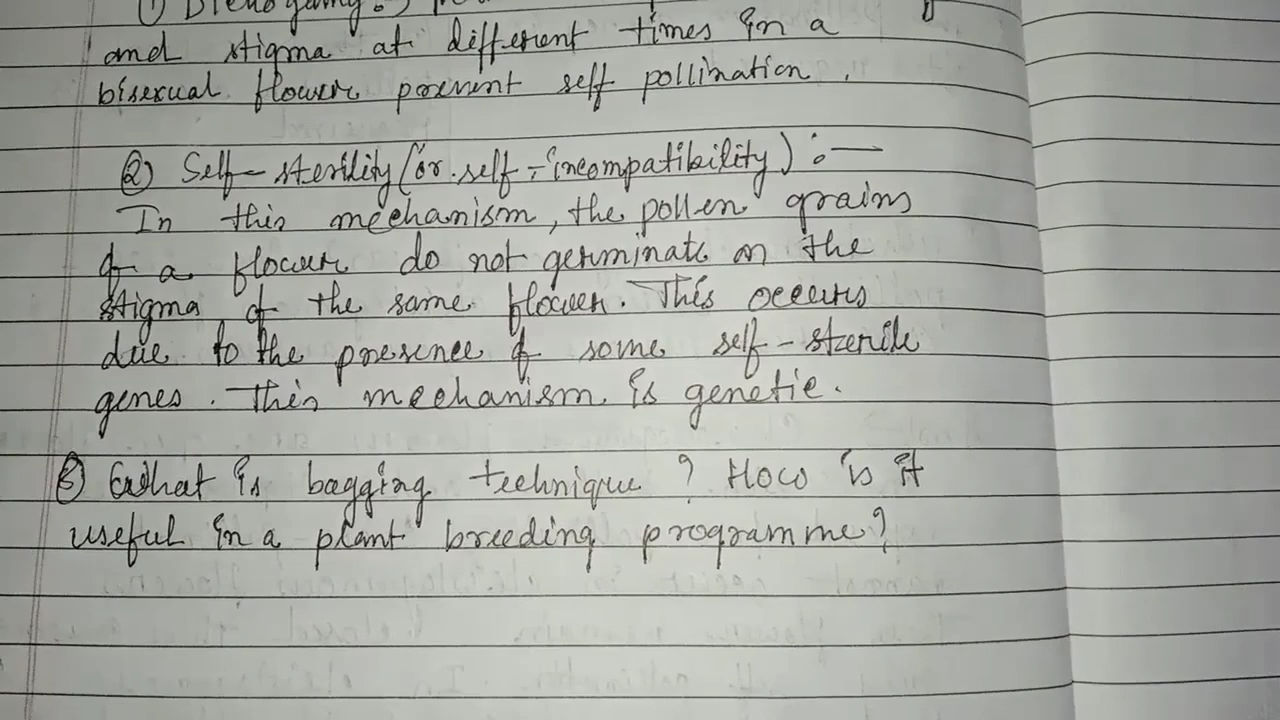 ① Dichogamy :→
and stigma at different times in a
bisexual flower prevent self pollination.
② Self-sterility (or self-incompatibility) :—
In this mechanism, the pollen grains
of a flower do not germinate on the
stigma of the same flower. This occurs
due to the presence of some self-sterile
genes. This mechanism is genetic.
③ What is bagging technique? How is it
useful in a plant breeding programme?